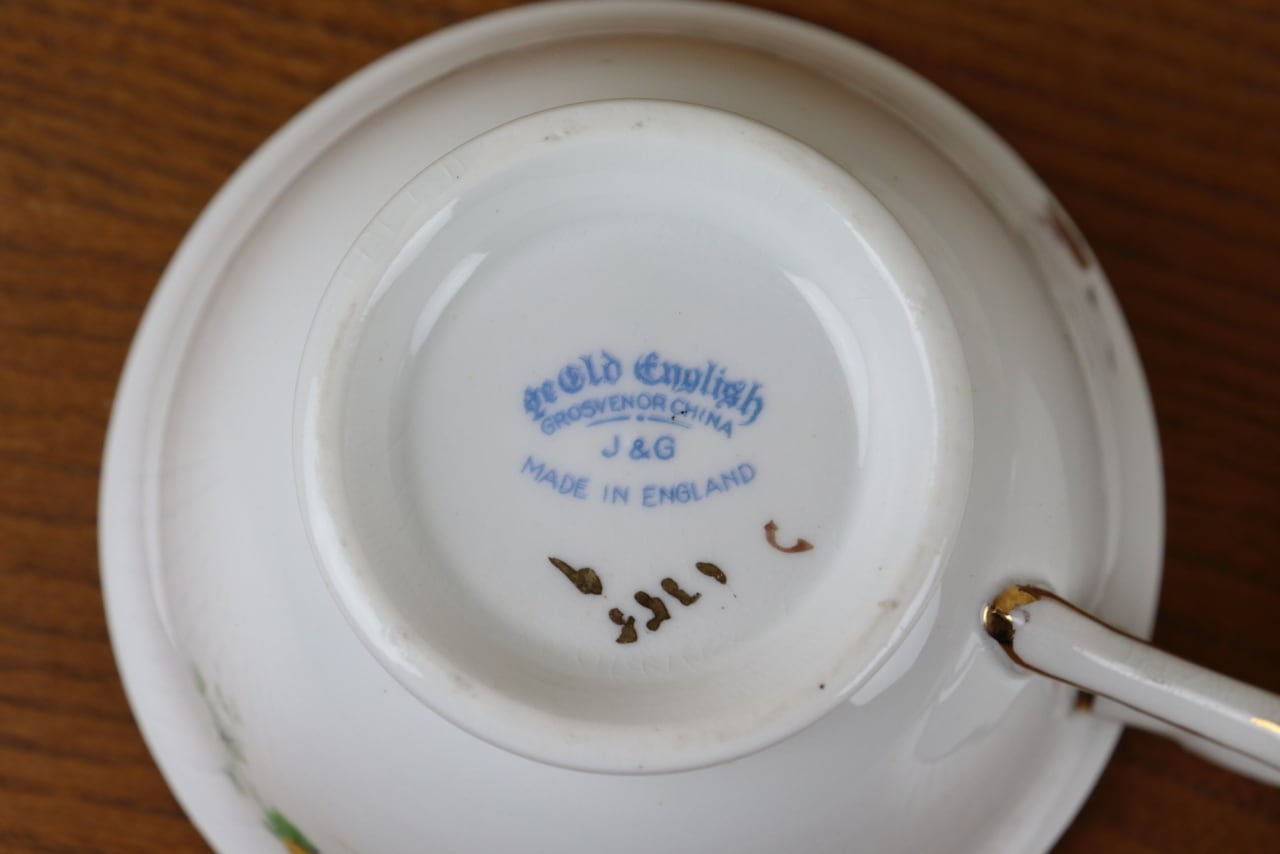 Ye Old English
GROSVENOR CHINA
J & G
MADE IN ENGLAND